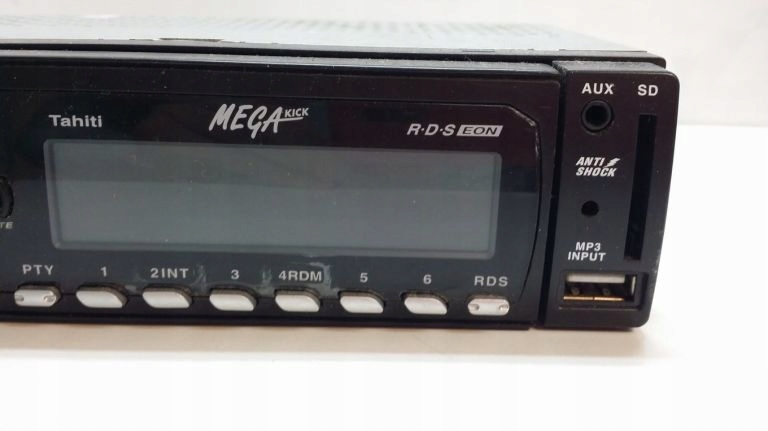 Tahiti
MEGA KICK
R·D·S EON
AUX SD
ANTI SHOCK
MP3 INPUT
PTY 1 2INT 3 4RDM 5 6 RDS